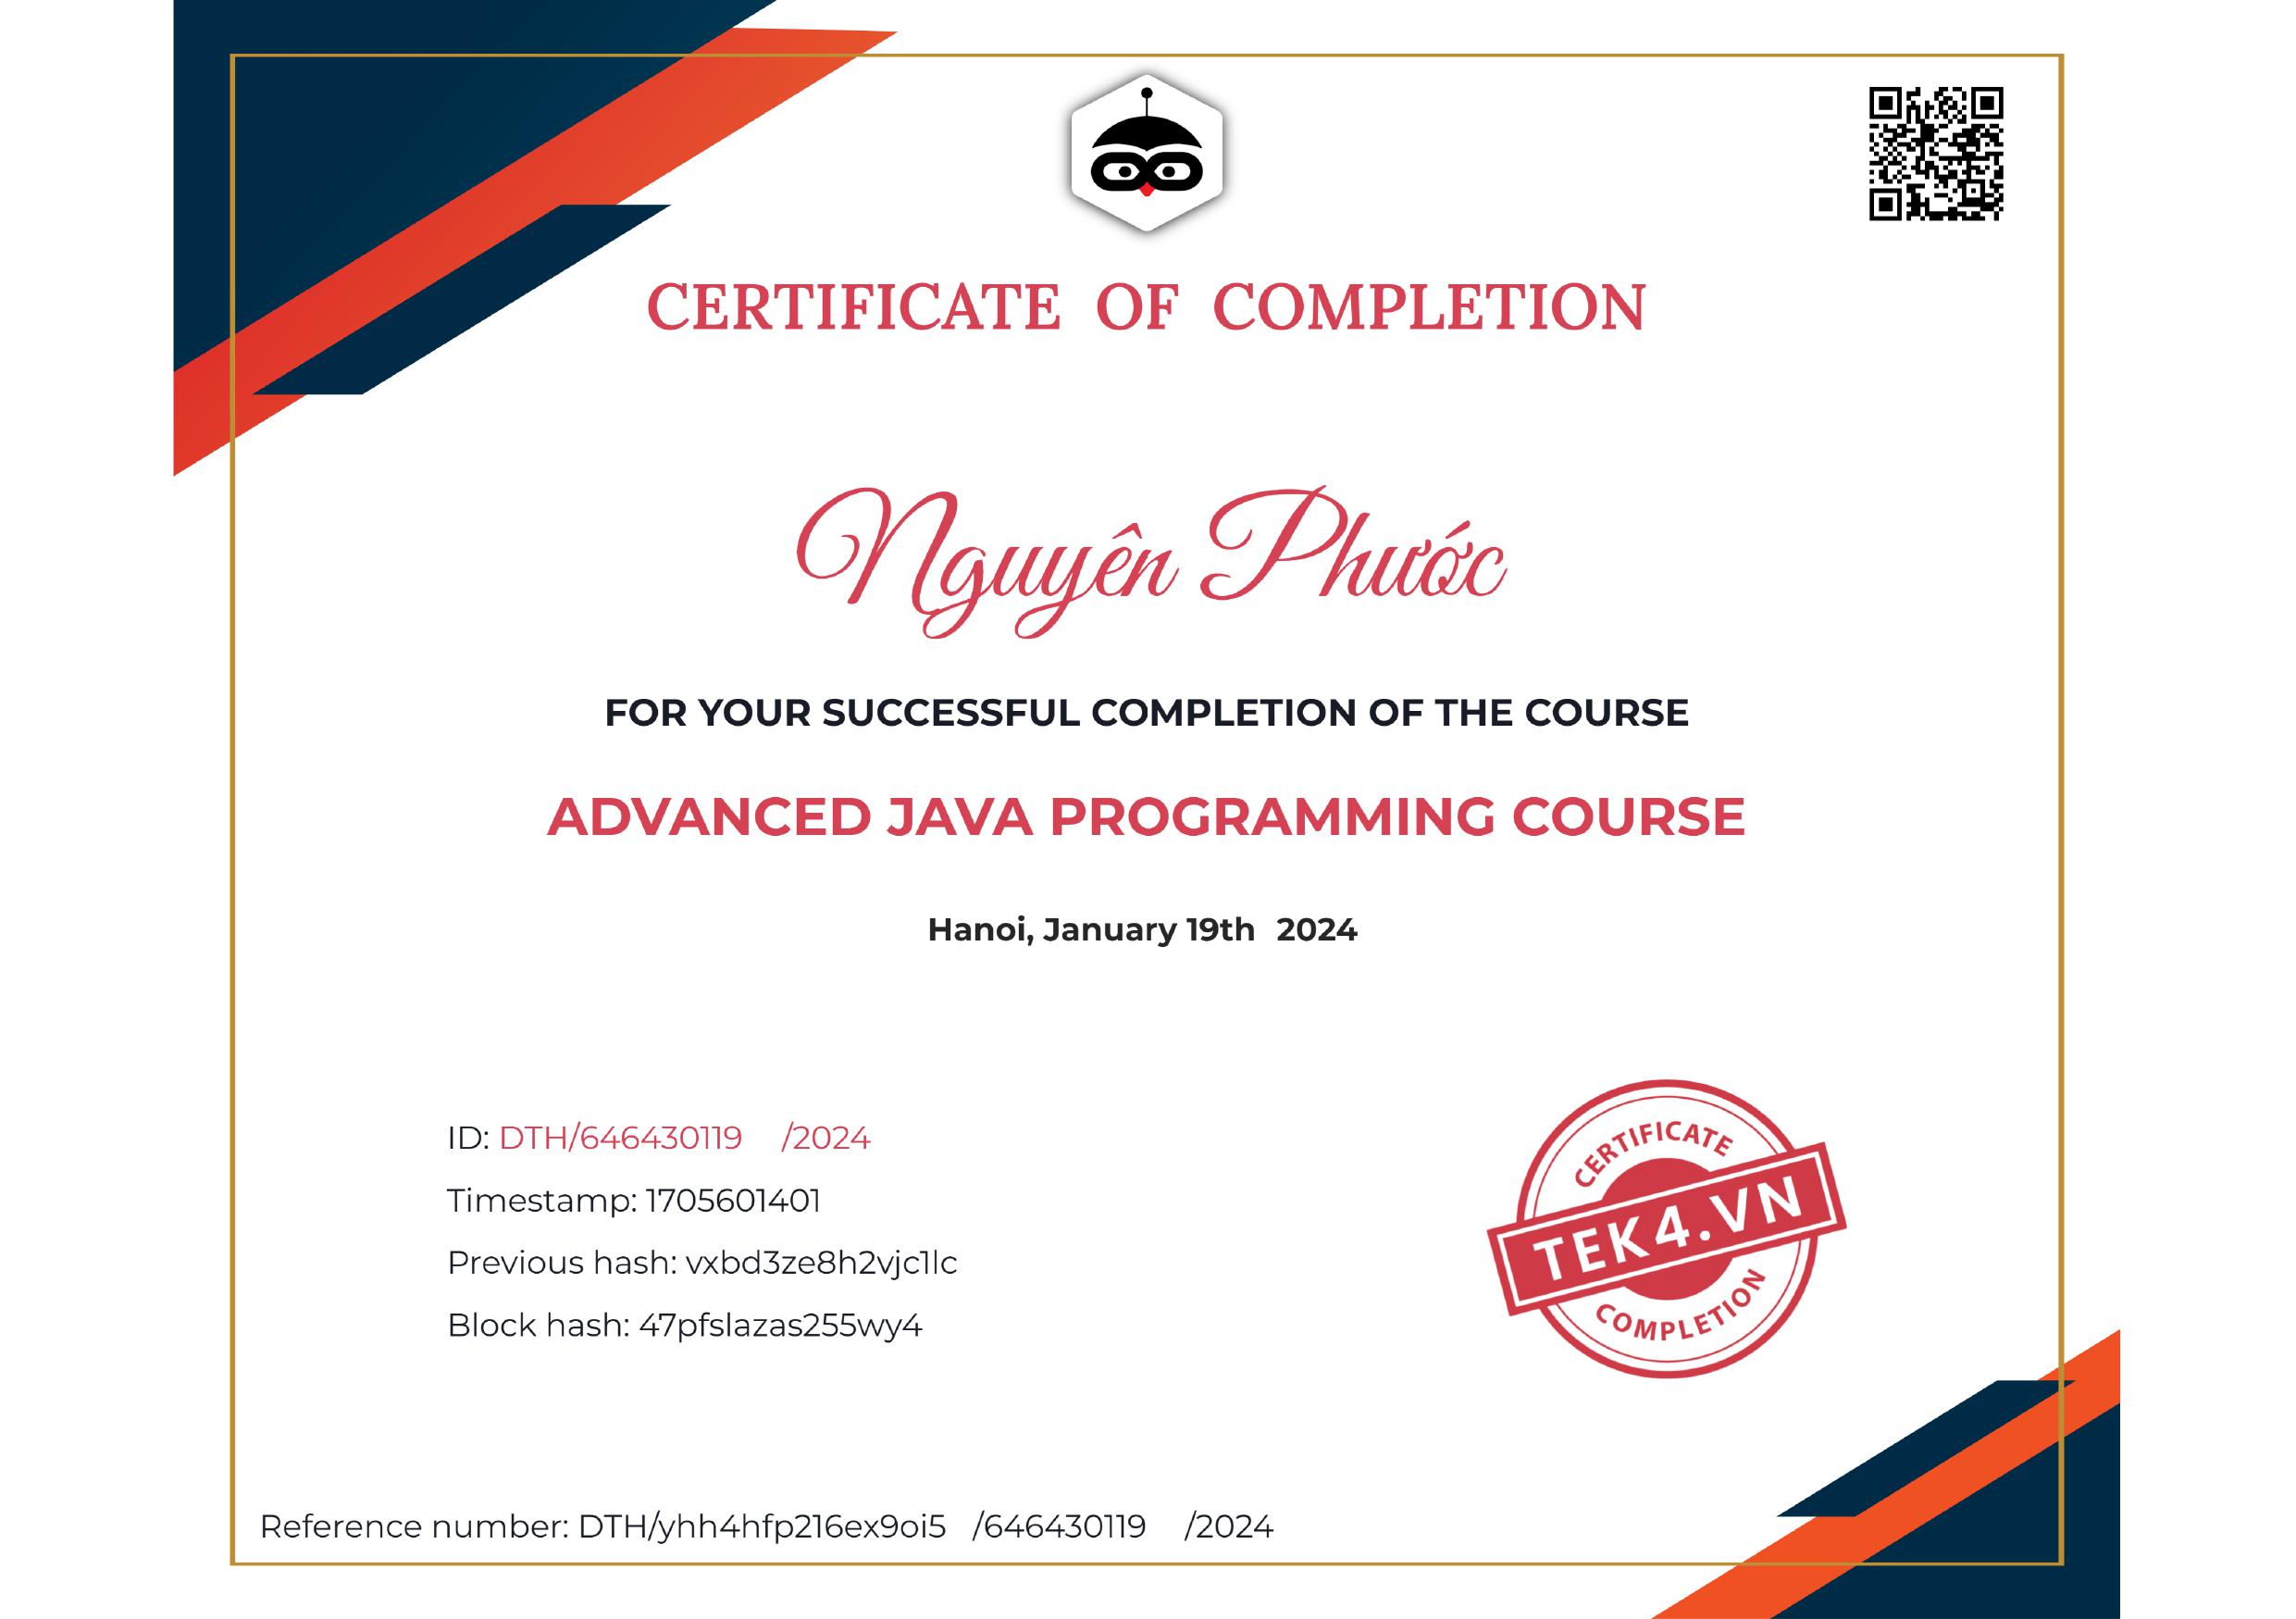 CERTIFICATE OF COMPLETION
Nguyên Phước
FOR YOUR SUCCESSFUL COMPLETION OF THE COURSE
ADVANCED JAVA PROGRAMMING COURSE
Hanoi, January 19th 2024
ID: DTH/646430119 /2024
Timestamp: 1705601401
Previous hash: vxbd3ze8h2vjc1lc
Block hash: 47pfslazas255wy4
CERTIFICATE
TEK4.VN
COMPLETION
Reference number: DTH/yhh4hfp216ex9oi5 /646430119 /2024